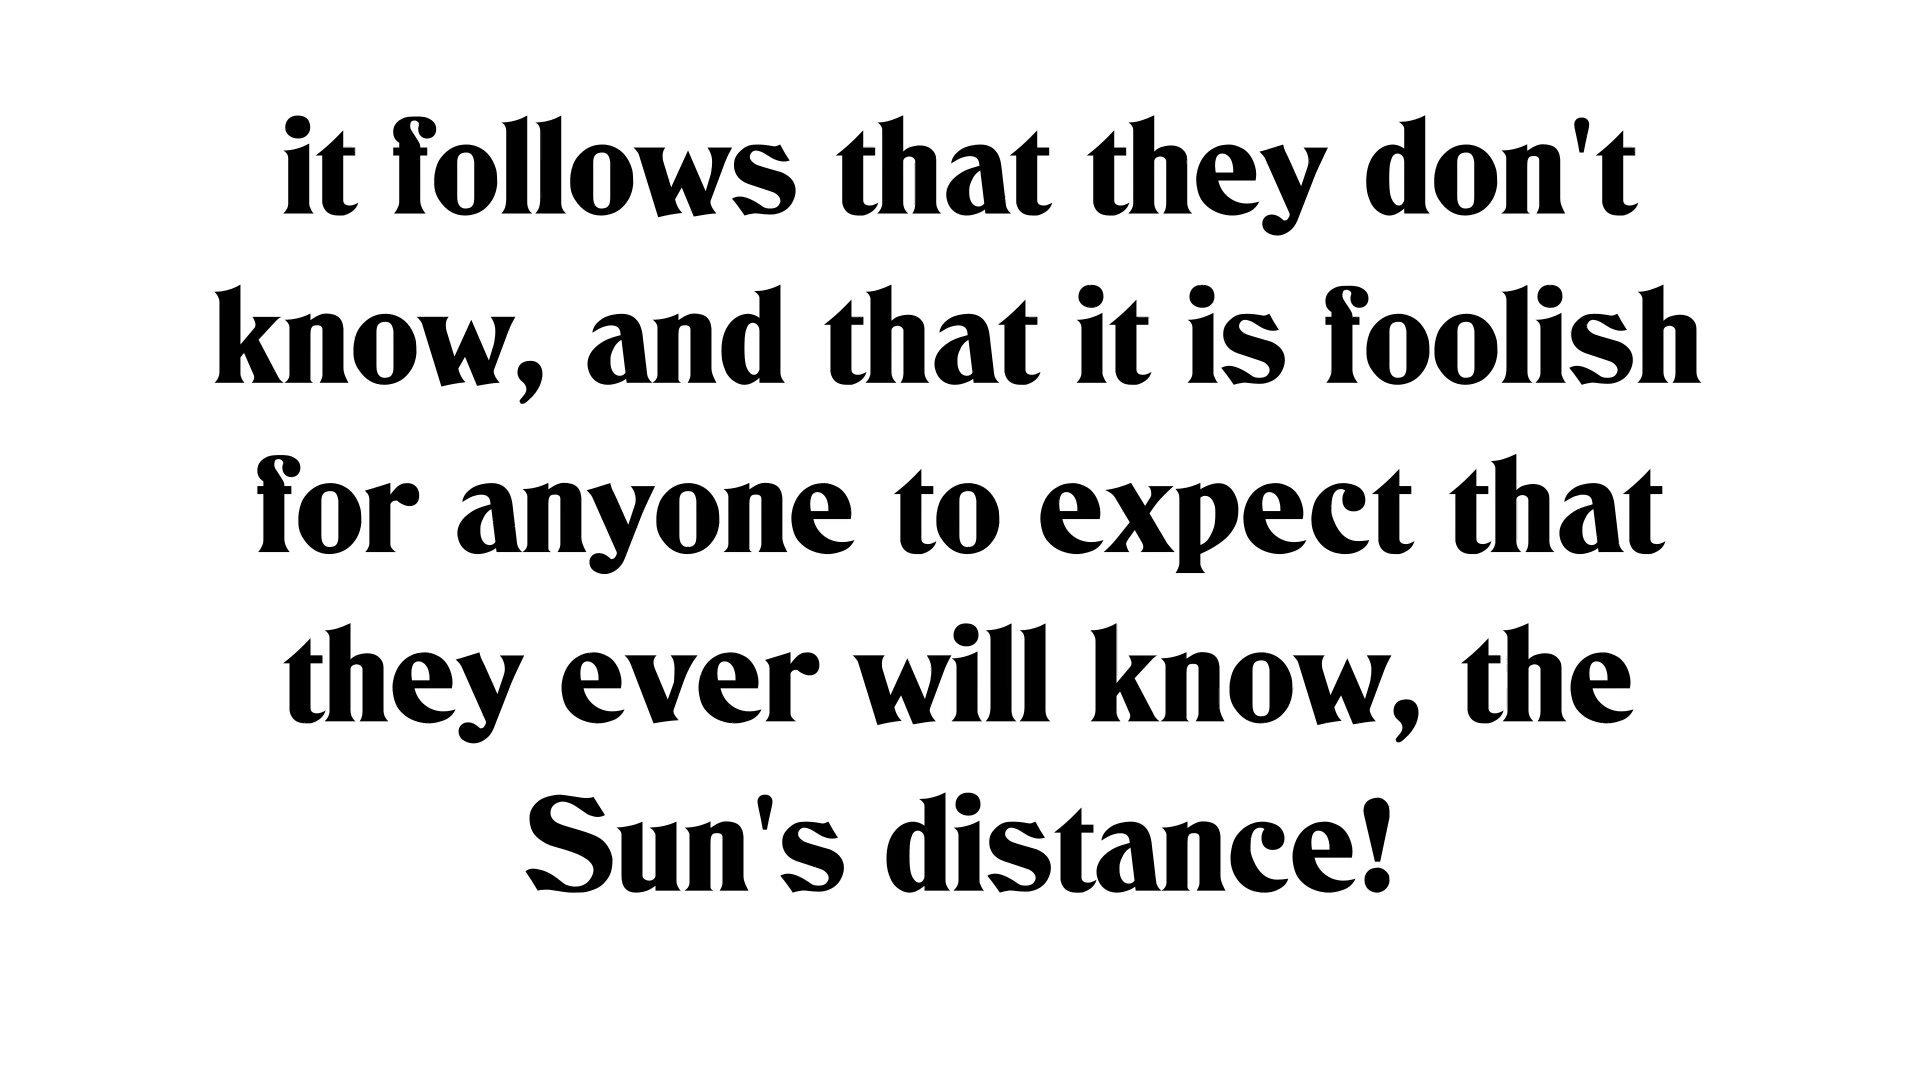 it follows that they don't
know, and that it is foolish
for anyone to expect that
they ever will know, the
Sun's distance!